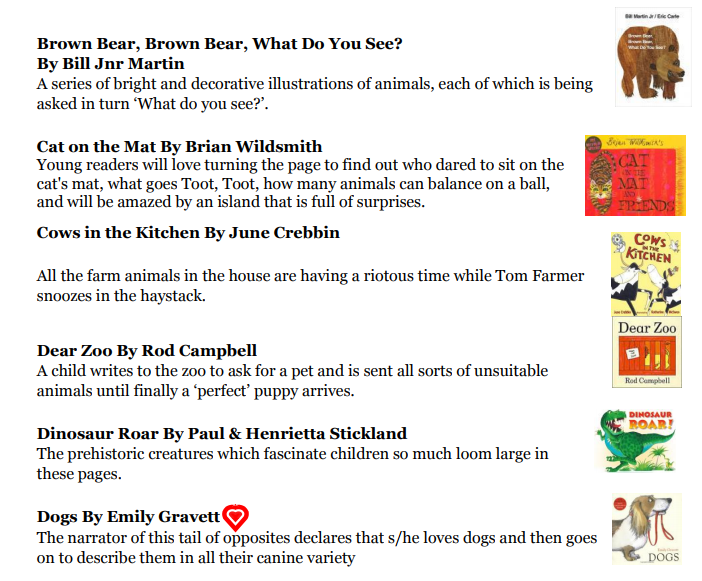 Bill Martin Jr / Eric Carle
Brown Bear,
Brown Bear,
What Do You See?
Brown Bear, Brown Bear, What Do You See?
By Bill Jnr Martin
A series of bright and decorative illustrations of animals, each of which is being
asked in turn ‘What do you see?’.
Brian Wildsmith's
CAT
ON THE
MAT
AND
FRIENDS
Cat on the Mat By Brian Wildsmith
Young readers will love turning the page to find out who dared to sit on the
cat's mat, what goes Toot, Toot, how many animals can balance on a ball,
and will be amazed by an island that is full of surprises.
Cows in the Kitchen By June Crebbin
COWS
IN THE
KITCHEN
June Crebbin
All the farm animals in the house are having a riotous time while Tom Farmer
snoozes in the haystack.
Dear Zoo
Rod Campbell
Dear Zoo By Rod Campbell
A child writes to the zoo to ask for a pet and is sent all sorts of unsuitable
animals until finally a ‘perfect’ puppy arrives.
DINOSAUR
ROAR!
Dinosaur Roar By Paul & Henrietta Stickland
The prehistoric creatures which fascinate children so much loom large in
these pages.
Dogs By Emily Gravett
The narrator of this tail of opposites declares that s/he loves dogs and then goes
on to describe them in all their canine variety
Emily Gravett
DOGS